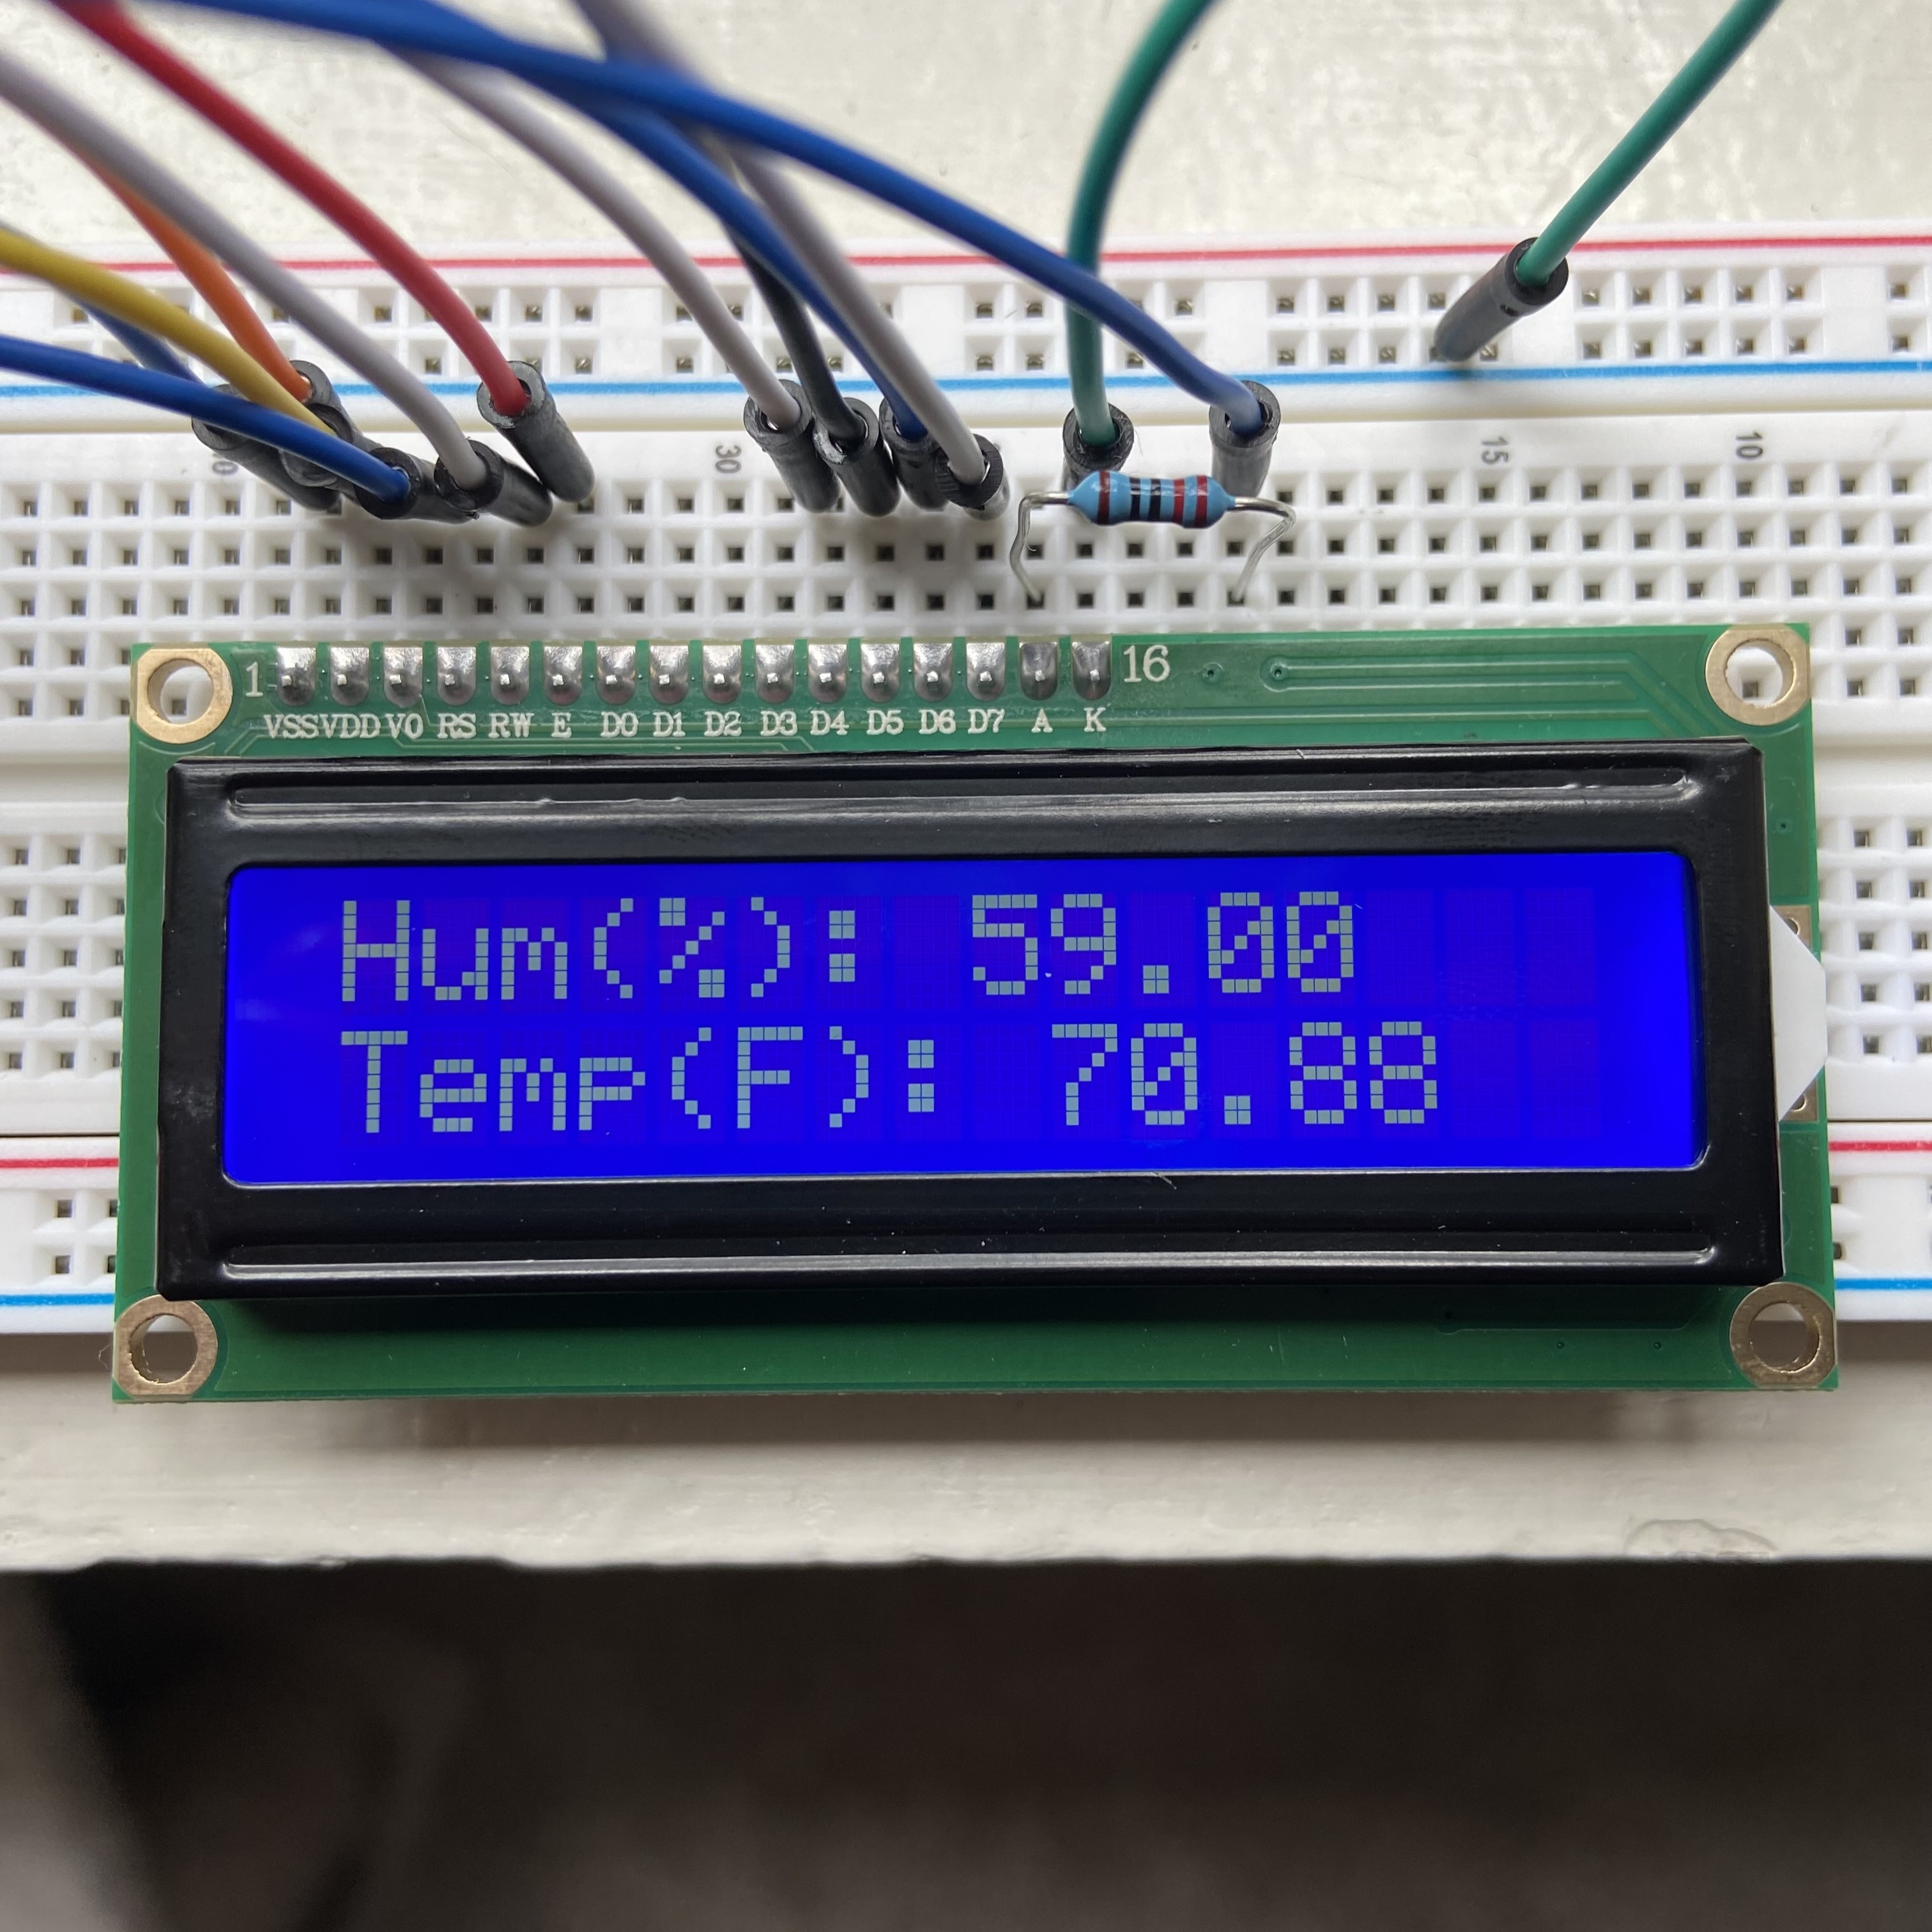 30
15
10
1
16
VSS VDD V0 RS RW E D0 D1 D2 D3 D4 D5 D6 D7 A K
Hum(%): 59.00
Temp(F): 70.88